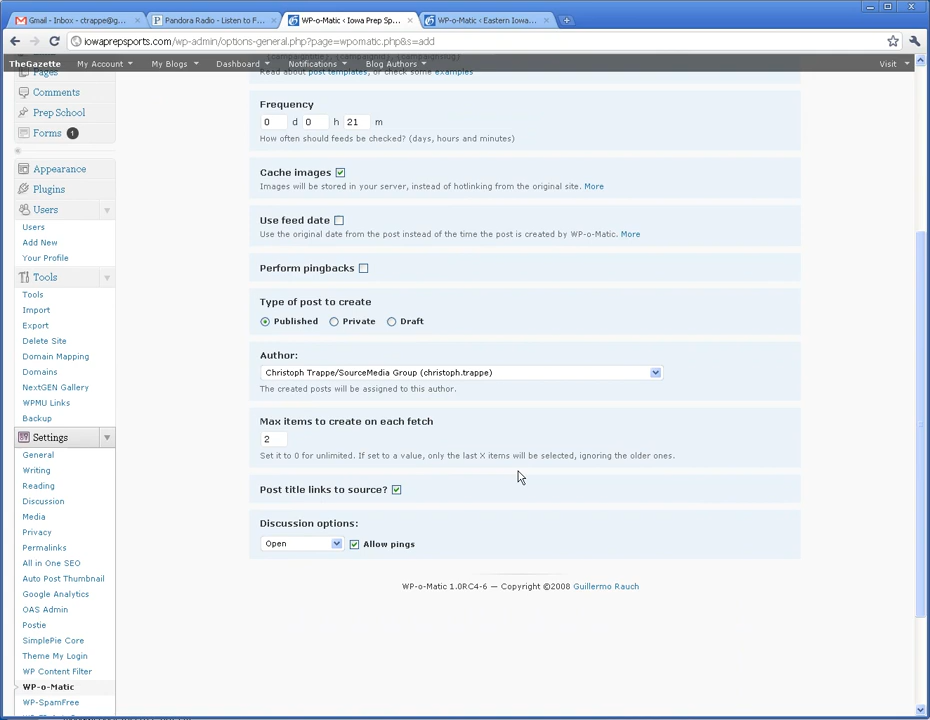 Gmail - Inbox - ctrappe@g...
Pandora Radio - Listen to F...
WP-o-Matic ‹ Iowa Prep Sp...
WP-o-Matic ‹ Eastern Iowa...
iowaprepsports.com/wp-admin/options-general.php?page=wpomatic.php&s=add
TheGazette My Account My Blogs Dashboard Notifications Blog Authors Visit
Read about post templates, or check some examples
Pages
Comments
Prep School
Forms 1
Appearance
Plugins
Users
Users
Add New
Your Profile
Tools
Tools
Import
Export
Delete Site
Domain Mapping
Domains
NextGEN Gallery
WPMU Links
Backup
Settings
General
Writing
Reading
Discussion
Media
Privacy
Permalinks
All in One SEO
Auto Post Thumbnail
Google Analytics
OAS Admin
Postie
SimplePie Core
Theme My Login
WP Content Filter
WP-o-Matic
WP-SpamFree
Frequency
0 d 0 h 21 m
How often should feeds be checked? (days, hours and minutes)
Cache images
Images will be stored in your server, instead of hotlinking from the original site. More
Use feed date
Use the original date from the post instead of the time the post is created by WP-o-Matic. More
Perform pingbacks
Type of post to create
Published Private Draft
Author:
Christoph Trappe/SourceMedia Group (christoph.trappe)
The created posts will be assigned to this author.
Max items to create on each fetch
2
Set it to 0 for unlimited. If set to a value, only the last X items will be selected, ignoring the older ones.
Post title links to source?
Discussion options:
Open Allow pings
WP-o-Matic 1.0RC4-6 — Copyright ©2008 Guillermo Rauch